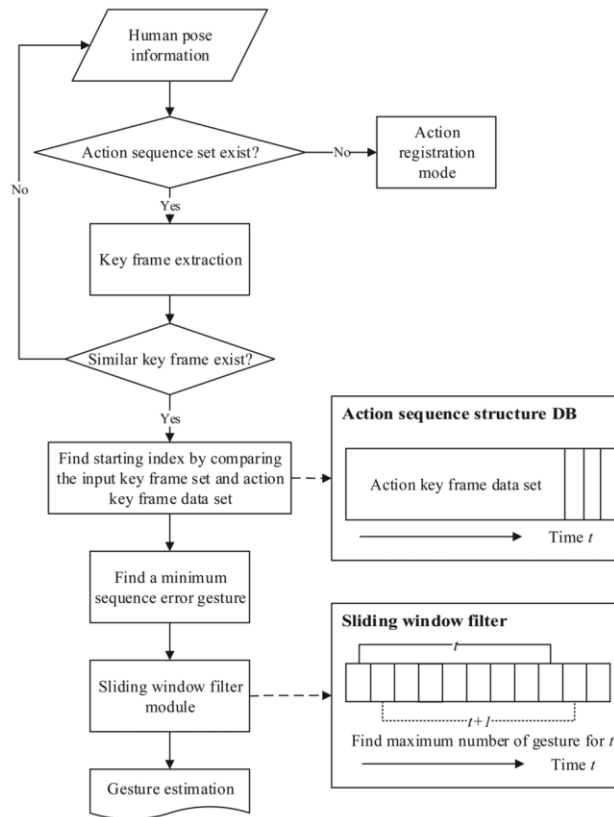 Human pose
information
Action sequence set exist?
No
Action
registration
mode
No
Yes
Key frame extraction
Similar key frame exist?
Yes
Find starting index by comparing
the input key frame set and action
key frame data set
Action sequence structure DB
Action key frame data set
Time t
Find a minimum
sequence error gesture
Sliding window filter
module
Sliding window filter
t
t+1
Find maximum number of gesture for t
Time t
Gesture estimation